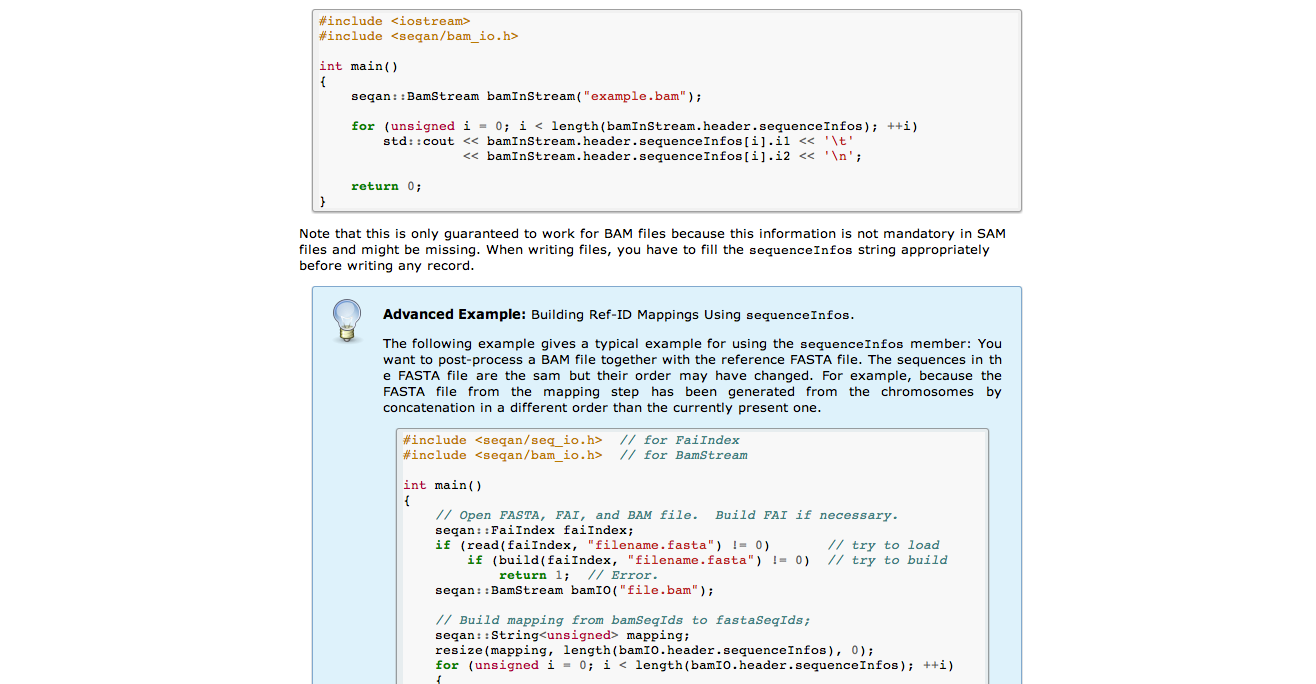 #include <iostream>
#include <seqan/bam_io.h>
int main()
{
    seqan::BamStream bamInStream("example.bam");
    for (unsigned i = 0; i < length(bamInStream.header.sequenceInfos); ++i)
        std::cout << bamInStream.header.sequenceInfos[i].i1 << '\t'
                  << bamInStream.header.sequenceInfos[i].i2 << '\n';
    return 0;
}
Note that this is only guaranteed to work for BAM files because this information is not mandatory in SAM
files and might be missing. When writing files, you have to fill the sequenceInfos string appropriately
before writing any record.
Advanced Example: Building Ref-ID Mappings Using sequenceInfos.
The following example gives a typical example for using the sequenceInfos member: You
want to post-process a BAM file together with the reference FASTA file. The sequences in th
e FASTA file are the sam but their order may have changed. For example, because the
FASTA file from the mapping step has been generated from the chromosomes by
concatenation in a different order than the currently present one.
#include <seqan/seq_io.h>  // for FaiIndex
#include <seqan/bam_io.h>  // for BamStream
int main()
{
    // Open FASTA, FAI, and BAM file.  Build FAI if necessary.
    seqan::FaiIndex faiIndex;
    if (read(faiIndex, "filename.fasta") != 0)       // try to load
        if (build(faiIndex, "filename.fasta") != 0)  // try to build
            return 1;  // Error.
    seqan::BamStream bamIO("file.bam");
    // Build mapping from bamSeqIds to fastaSeqIds;
    seqan::String<unsigned> mapping;
    resize(mapping, length(bamIO.header.sequenceInfos), 0);
    for (unsigned i = 0; i < length(bamIO.header.sequenceInfos); ++i)
    {